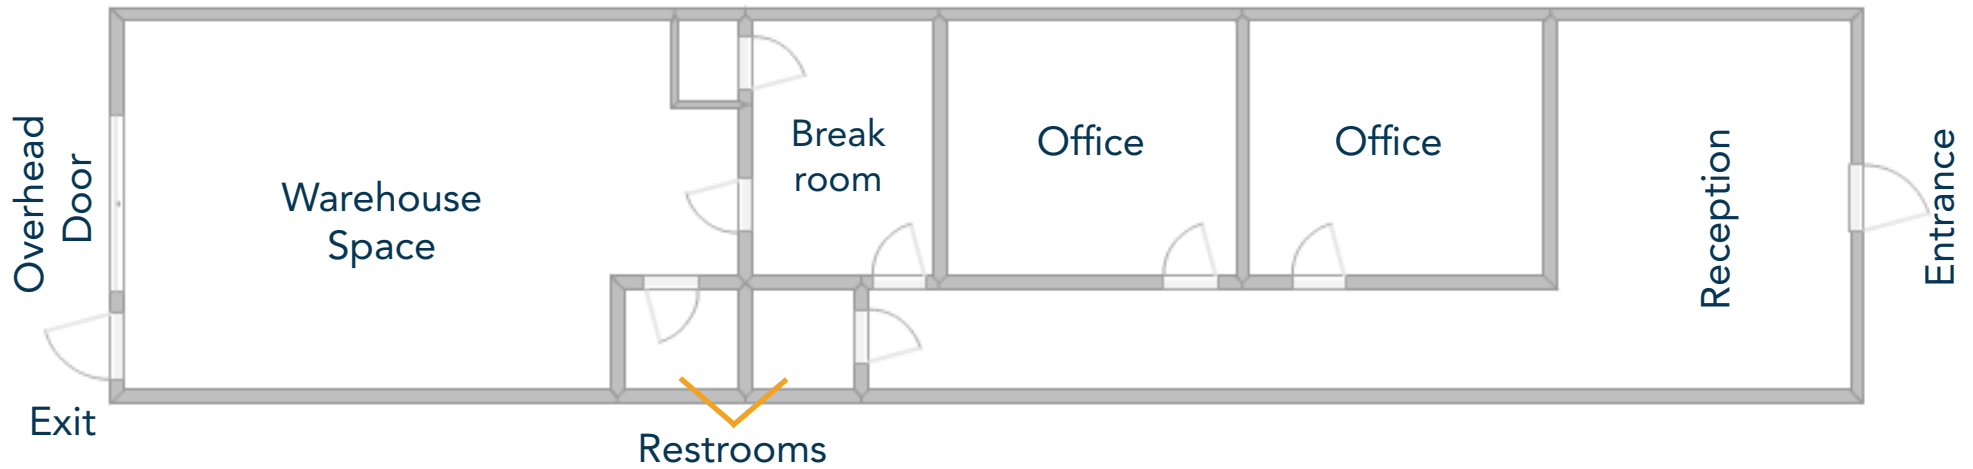 Overhead
Door
Warehouse
Space
Break
room
Office
Office
Reception
Entrance
Exit
Restrooms